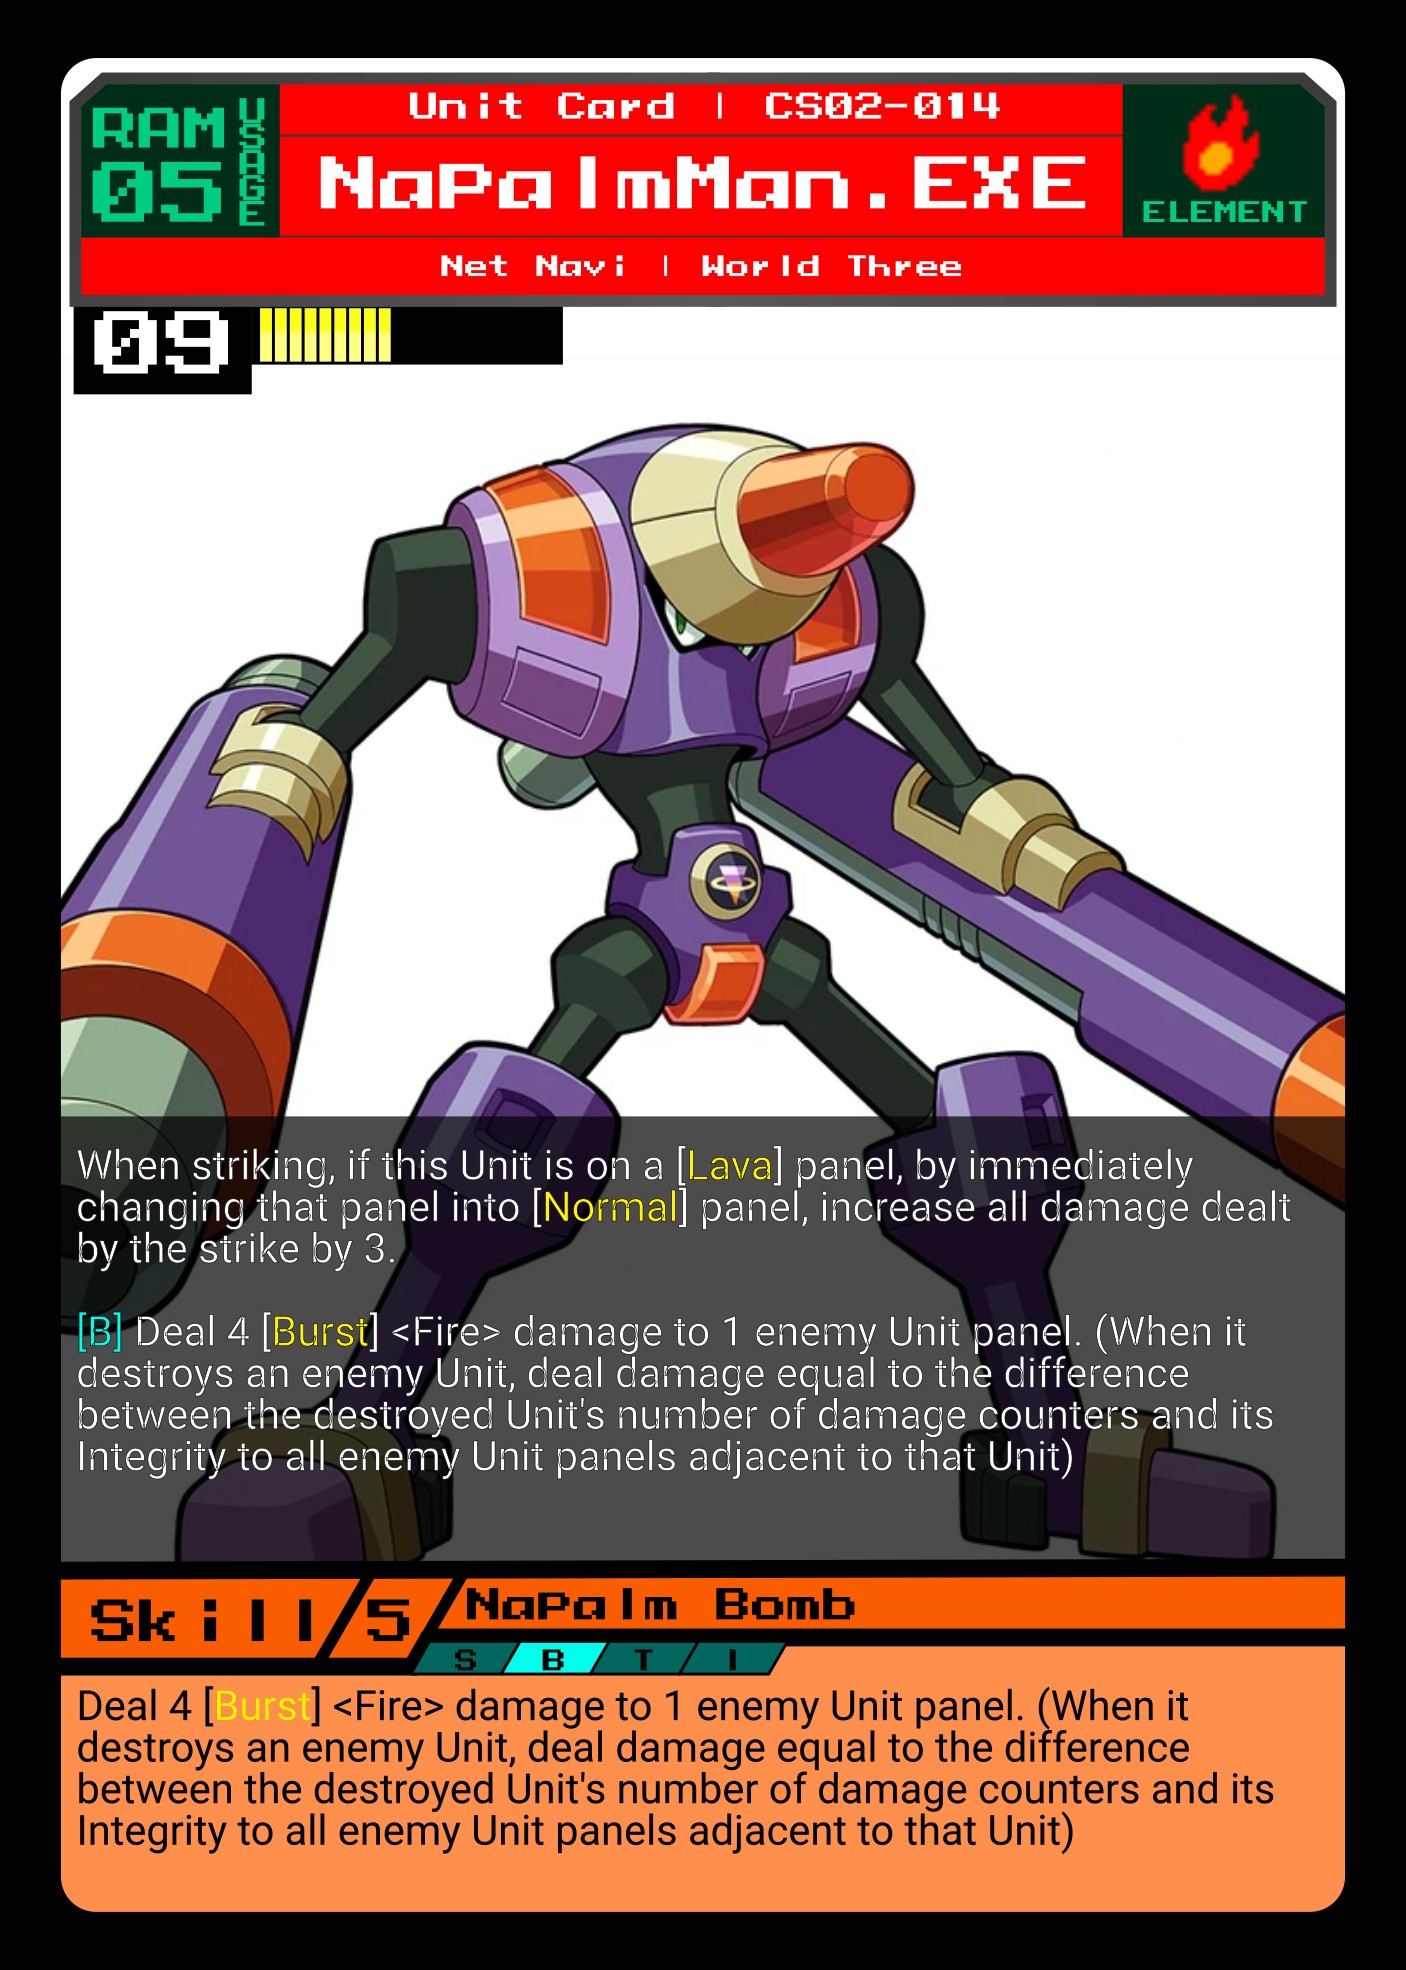 RAM
05
USAGE
Unit Card | CS02-014
NapalmMan.EXE
ELEMENT
Net Navi | World Three
09
When striking, if this Unit is on a [Lava] panel, by immediately
changing that panel into [Normal] panel, increase all damage dealt
by the strike by 3.
[B] Deal 4 [Burst] <Fire> damage to 1 enemy Unit panel. (When it
destroys an enemy Unit, deal damage equal to the difference
between the destroyed Unit's number of damage counters and its
Integrity to all enemy Unit panels adjacent to that Unit)
Skill/5
Napalm Bomb
S B T I
Deal 4 [Burst] <Fire> damage to 1 enemy Unit panel. (When it
destroys an enemy Unit, deal damage equal to the difference
between the destroyed Unit's number of damage counters and its
Integrity to all enemy Unit panels adjacent to that Unit)